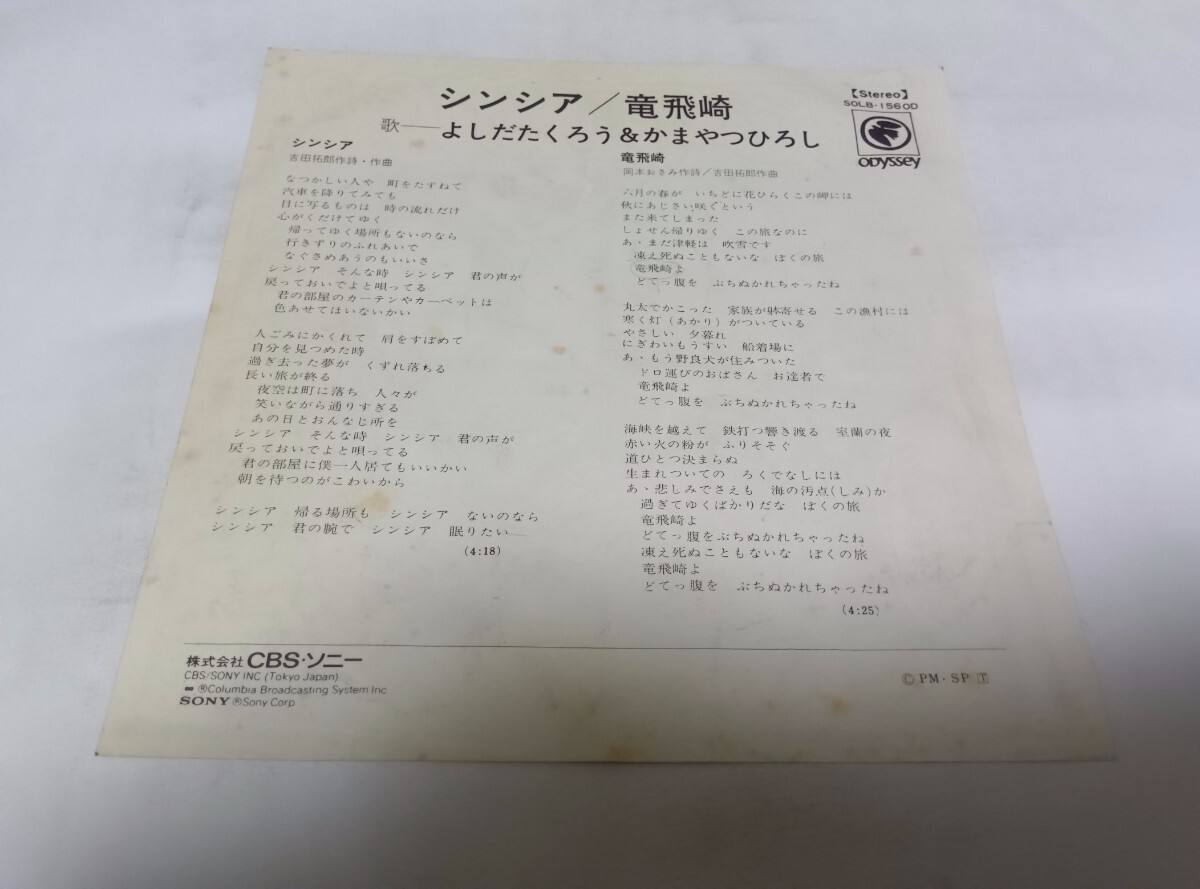 シンシア／竜飛崎
歌──よしだたくろう&かまやつひろし
【Stereo】
SOLB-1560D
ODYSSEY
シンシア
吉田拓郎作詩・作曲
なつかしい人や　町をたずねて
汽車を降りてみても
目に写るものは　時の流れだけ
心がくだけてゆく
帰ってゆく場所もないのなら
行きずりのふれあいで
なぐさめあうのもいいさ
シンシア　そんな時　シンシア　君の声が
戻っておいでよと唄ってる
君の部屋のカーテンやカーペットは
色あせてはいないかい
人ごみにかくれて　肩をすぼめて
自分を見つめた時
過ぎ去った夢が　くずれ落ちる
長い旅が終る
夜空は町に落ち　人々が
笑いながら通りすぎる
あの日とおんなじ所を
シンシア　そんな時　シンシア　君の声が
戻っておいでよと唄ってる
君の部屋に僕一人居てもいいかい
朝を待つのがこわいから
シンシア　帰る場所も　シンシア　ないのなら
シンシア　君の腕で　シンシア　眠りたい──
(4:18)
竜飛崎
岡本おさみ作詩／吉田拓郎作曲
六月の春が　いちどに花ひらくこの岬には
秋にあじさい咲くという
また来てしまった
しょせん帰りゆく　この旅なのに
あゝまだ津軽は　吹雪です
凍え死ぬこともないな　ぼくの旅
竜飛崎よ
どてっ腹を　ぶちぬかれちゃったね
丸太でかこった　家族が躰寄せる　この漁村には
寒く灯(あかり)がついている
やさしい　夕暮れ
にぎわいもうすい　船着場に
あゝもう野良犬が住みついた
ドロ運びのおばさん　お達者で
竜飛崎よ
どてっ腹を　ぶちぬかれちゃったね
海峡を越えて　鉄打つ響き渡る　室蘭の夜
赤い火の粉が　ふりそそぐ
道ひとつ決まらぬ
生まれついての　ろくでなしには
あゝ悲しみでさえも　海の汚点(しみ)か
過ぎてゆくばかりだな　ぼくの旅
竜飛崎よ
どてっ腹をぶちぬかれちゃったね
凍え死ぬこともないな　ぼくの旅
竜飛崎よ
どてっ腹を　ぶちぬかれちゃったね
(4:25)
株式会社 CBS・ソニー
CBS/SONY INC (Tokyo Japan)
®Columbia Broadcasting System Inc
SONY ®Sony Corp
©PM・SP Ⓣ